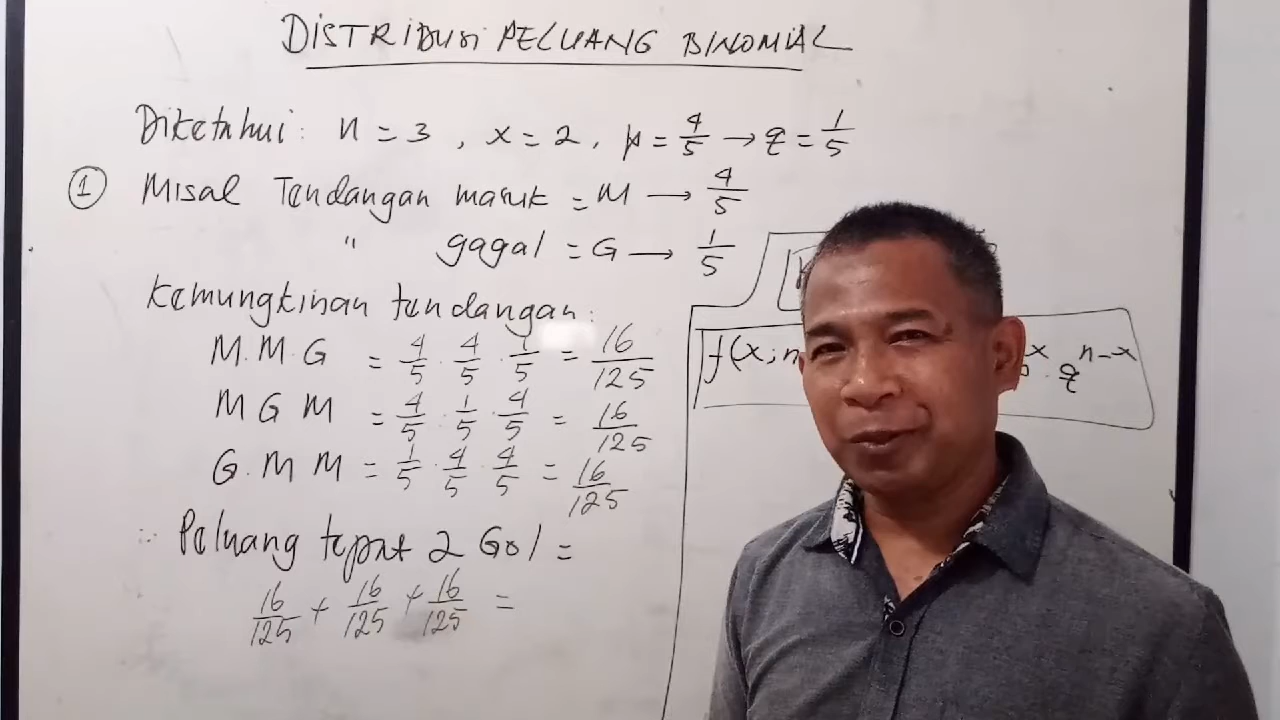 DISTRIBUSI PELUANG BINOMIAL
Diketahui: n = 3 , x = 2 , p = 4/5 → q = 1/5
① Misal Tendangan masuk = M → 4/5
" gagal = G → 1/5
Kemungkinan tendangan:
M . M . G = 4/5 . 4/5 . 1/5 = 16/125
M G M = 4/5 . 1/5 . 4/5 = 16/125
G . M M = 1/5 . 4/5 . 4/5 = 16/125
∴ Peluang tepat 2 Gol =
16/125 + 16/125 + 16/125 =
f(x; n
x . q^n-x